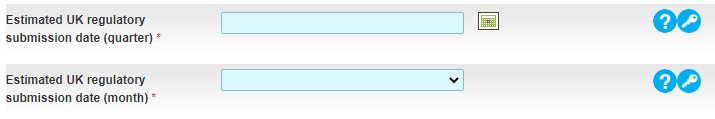 Estimated UK regulatory
submission date (quarter) *
Estimated UK regulatory
submission date (month) *